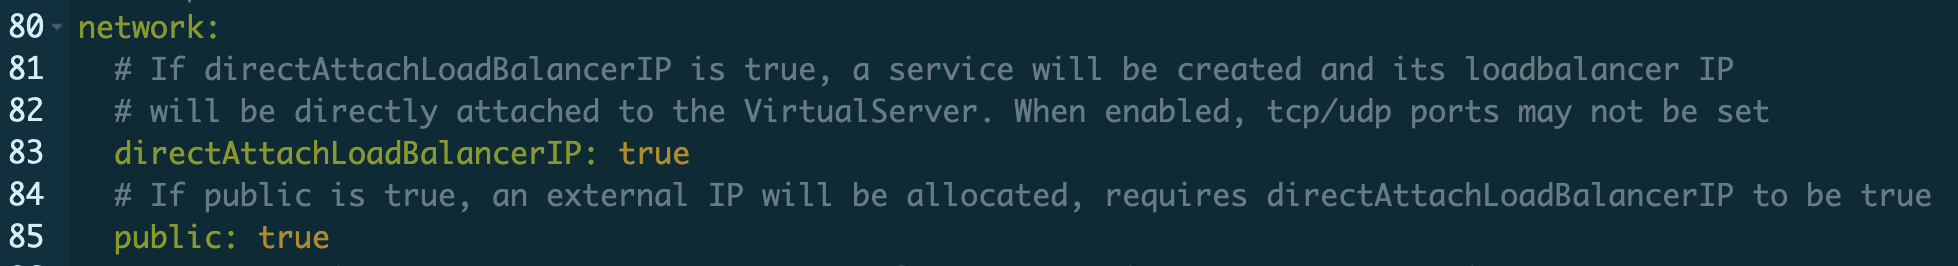 80 network:
81 # If directAttachLoadBalancerIP is true, a service will be created and its loadbalancer IP
82 # will be directly attached to the VirtualServer. When enabled, tcp/udp ports may not be set
83 directAttachLoadBalancerIP: true
84 # If public is true, an external IP will be allocated, requires directAttachLoadBalancerIP to be true
85 public: true